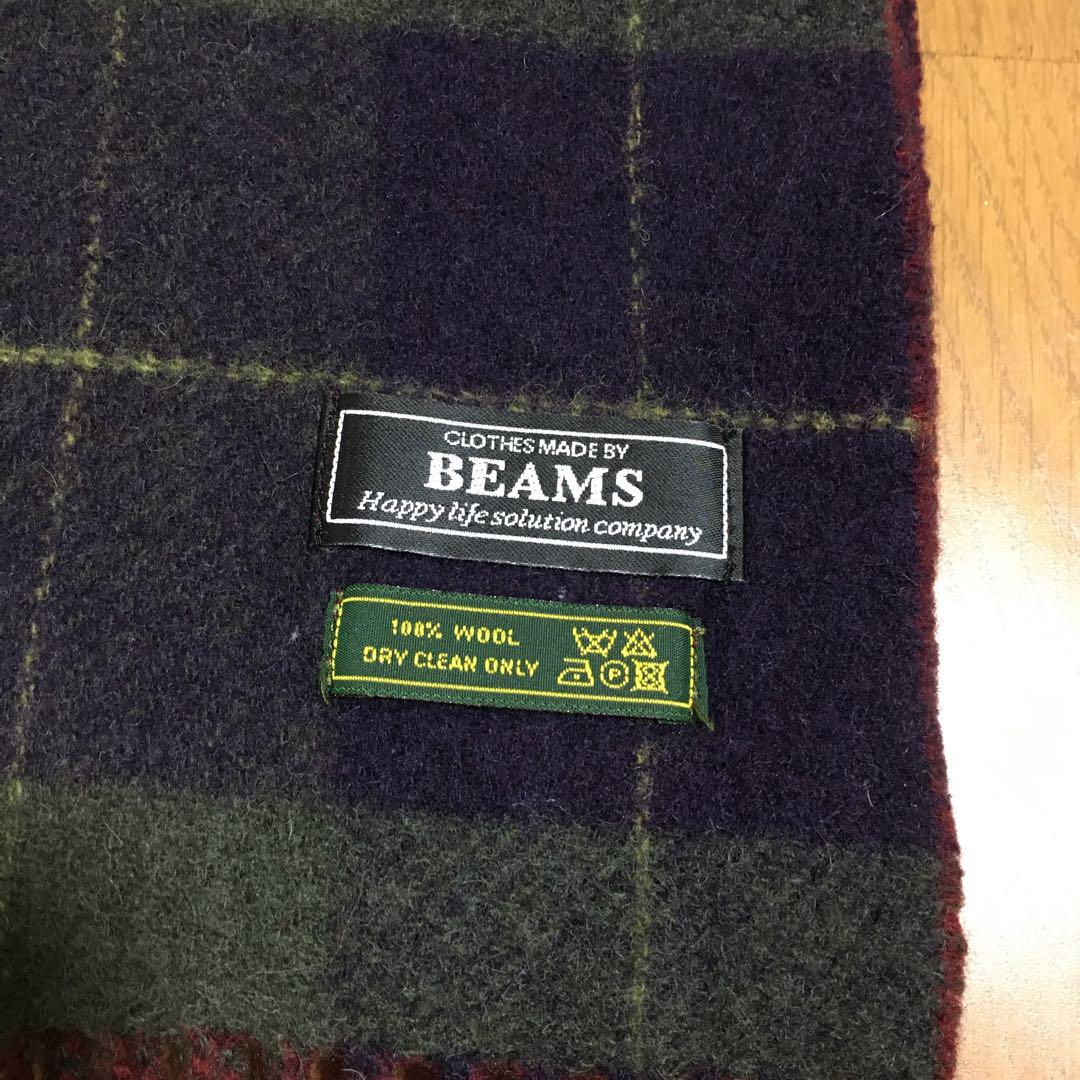 CLOTHES MADE BY
BEAMS
Happy life solution company
100% WOOL
DRY CLEAN ONLY
P